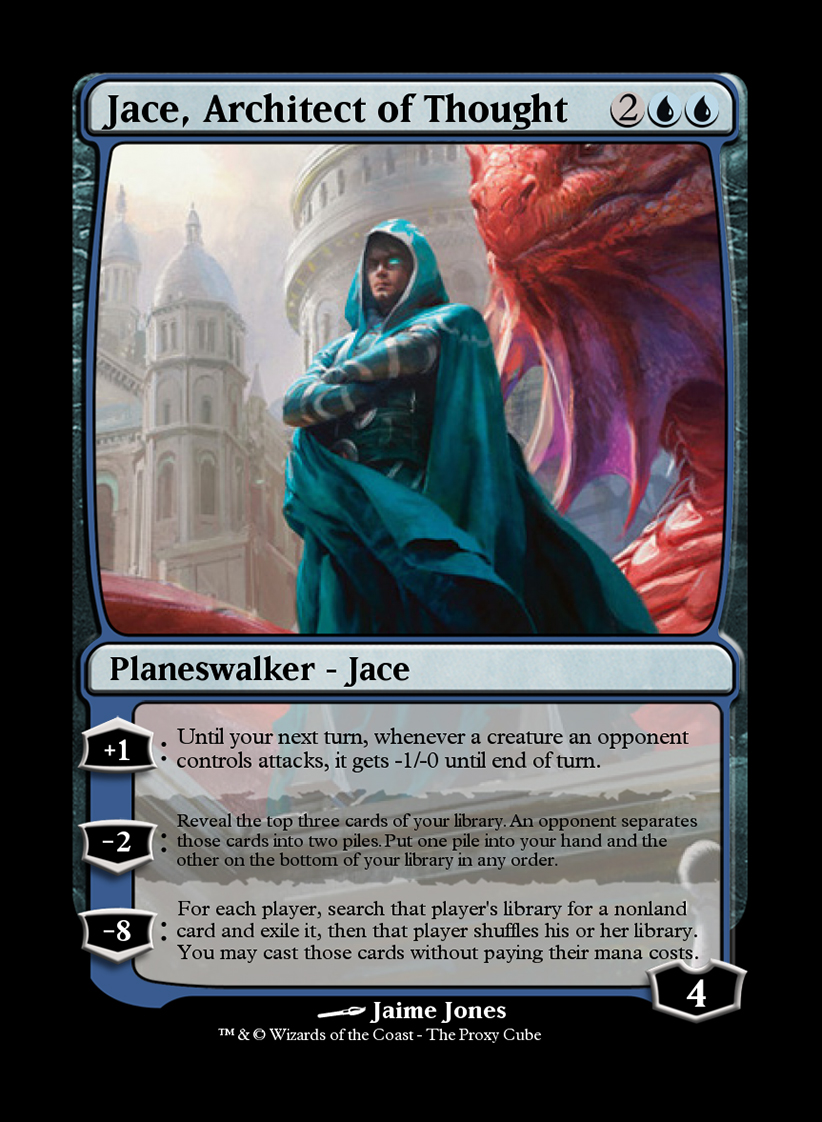 Jace, Architect of Thought 2
Planeswalker - Jace
+1 : Until your next turn, whenever a creature an opponent
controls attacks, it gets -1/-0 until end of turn.
Reveal the top three cards of your library. An opponent separates
-2 : those cards into two piles. Put one pile into your hand and the
other on the bottom of your library in any order.
For each player, search that player's library for a nonland
-8 : card and exile it, then that player shuffles his or her library.
You may cast those cards without paying their mana costs.
4
Jaime Jones
™ & © Wizards of the Coast - The Proxy Cube